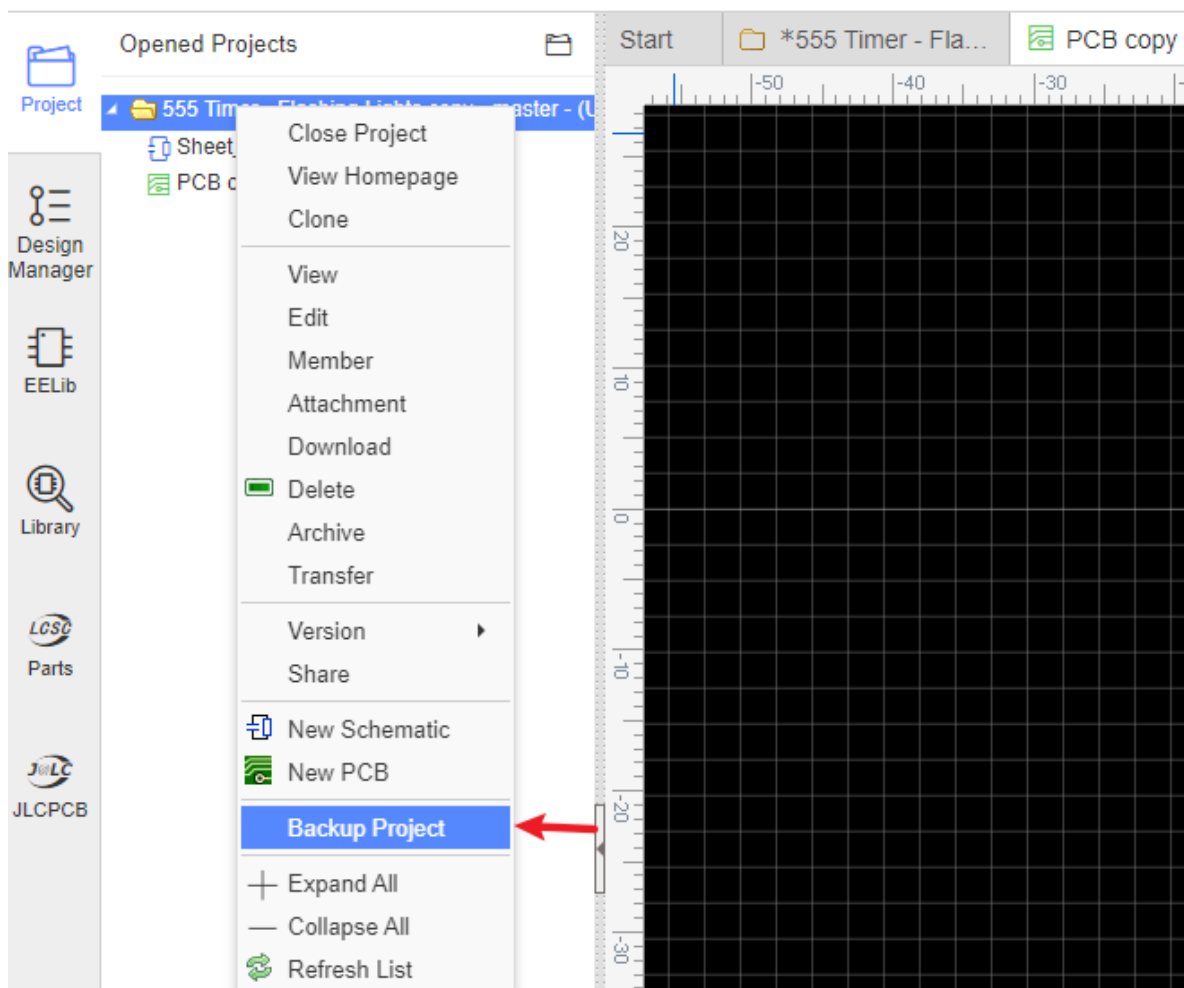 Project
Design
Manager
EELib
Library
LCSC
Parts
JLCPCB
Opened Projects
555 Timer - Flashing Lights copy - master - (U
Sheet_
PCB c
Close Project
View Homepage
Clone
View
Edit
Member
Attachment
Download
Delete
Archive
Transfer
Version
Share
New Schematic
New PCB
Backup Project
Expand All
Collapse All
Refresh List
Start
*555 Timer - Fla...
PCB copy
-50
-40
-30
20
10
0
-10
-20
-30